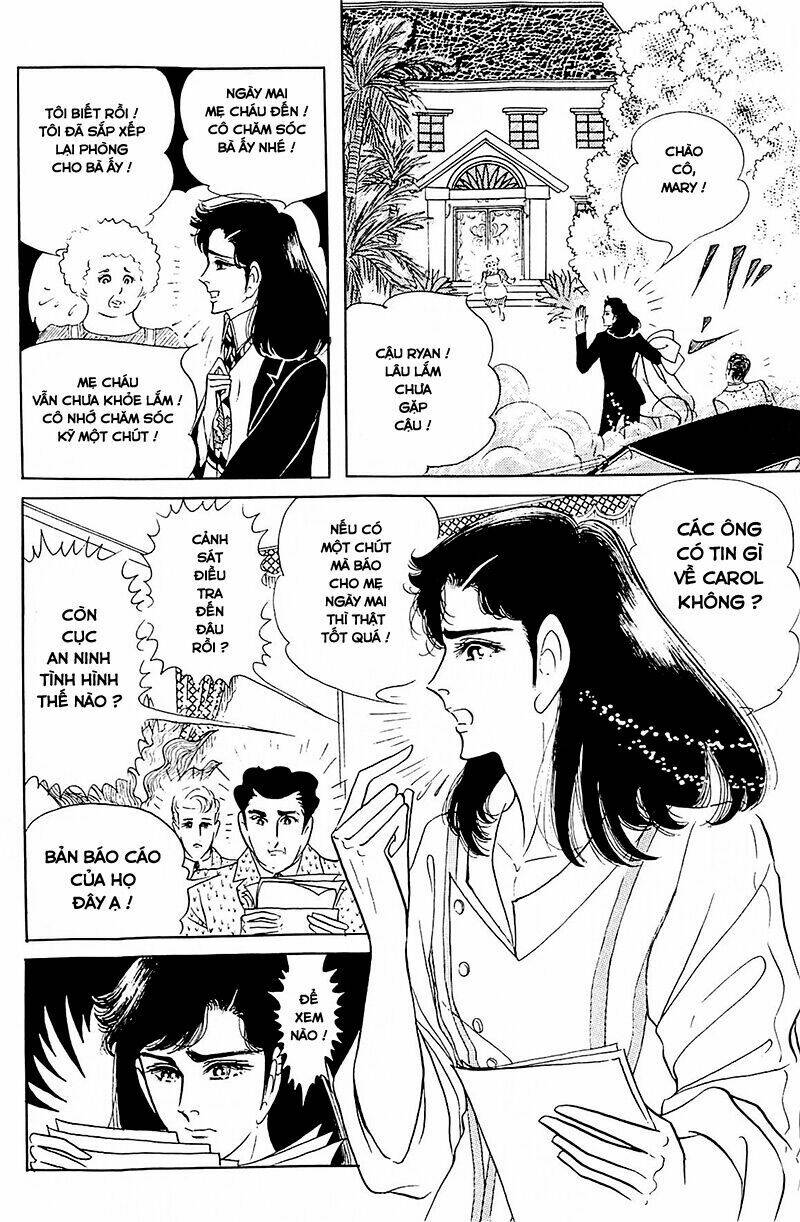 CHÀO
CÔ,
MARY !
CẬU RYAN !
LÂU LẮM
CHƯA
GẶP
CẬU !
NGÀY MAI
MẸ CHÁU ĐẾN !
CÔ CHĂM SÓC
BÀ ẤY NHÉ !
TÔI BIẾT RỒI !
TÔI ĐÃ SẮP XẾP
LẠI PHÒNG
CHO BÀ ẤY !
MẸ CHÁU
VẪN CHƯA KHỎE LẮM !
CÔ NHỚ CHĂM SÓC
KỸ MỘT CHÚT !
CÁC ÔNG
CÓ TIN GÌ
VỀ CAROL
KHÔNG ?
NẾU CÓ
MỘT CHÚT
MÀ BÁO
CHO MẸ
NGÀY MAI
THÌ THẬT
TỐT QUÁ !
CẢNH
SÁT
ĐIỀU
TRA
ĐẾN
ĐÂU
RỒI ?
CÒN
CỤC
AN NINH
TÌNH HÌNH
THẾ NÀO ?
BẢN BÁO CÁO
CỦA HỌ
ĐÂY Ạ !
ĐỂ
XEM
NÀO !